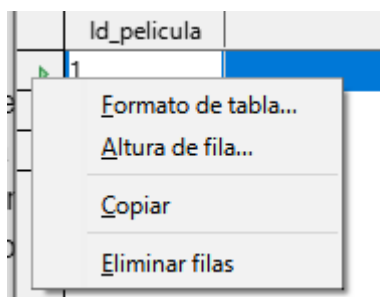 Id_pelicula
1
Formato de tabla...
Altura de fila...
Copiar
Eliminar filas